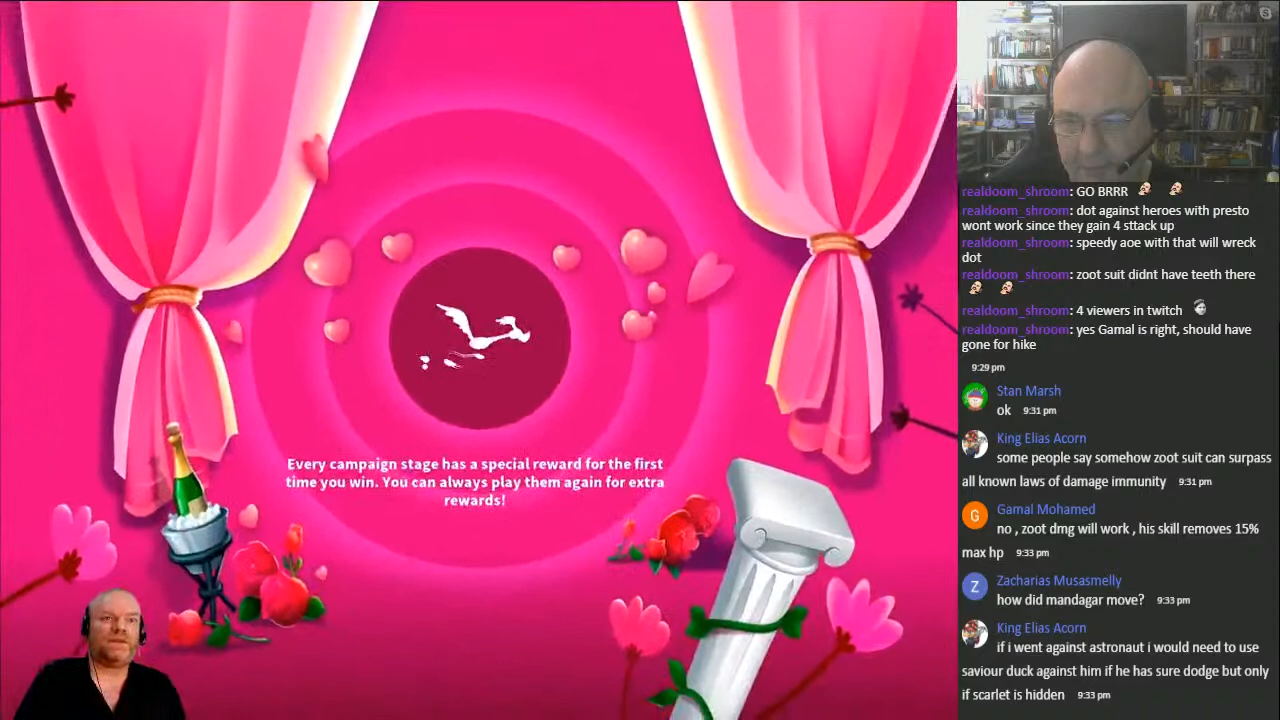 Every campaign stage has a special reward for the first
time you win. You can always play them again for extra
rewards!
realdoom_shroom: GO BRRR
realdoom_shroom: dot against heroes with presto
wont work since they gain 4 sttack up
realdoom_shroom: speedy aoe with that will wreck
dot
realdoom_shroom: zoot suit didnt have teeth there
realdoom_shroom: 4 viewers in twitch
realdoom_shroom: yes Gamal is right, should have
gone for hike
9:29 pm
Stan Marsh
ok 9:31 pm
King Elias Acorn
some people say somehow zoot suit can surpass
all known laws of damage immunity 9:31 pm
G Gamal Mohamed
no , zoot dmg will work , his skill removes 15%
max hp 9:33 pm
Z Zacharias Musasmelly
how did mandagar move? 9:33 pm
King Elias Acorn
if i went against astronaut i would need to use
saviour duck against him if he has sure dodge but only
if scarlet is hidden 9:33 pm